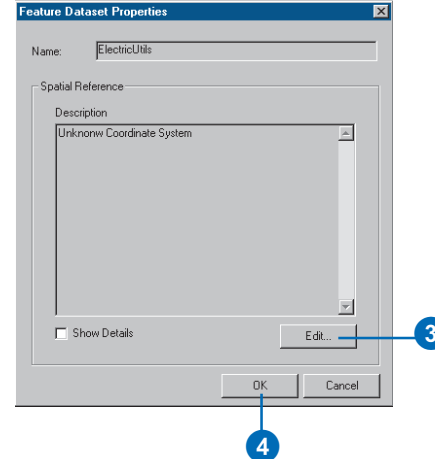 Feature Dataset Properties
Name: ElectricUtils
Spatial Reference
Description
Unknonw Coordinate System
Show Details
Edit...
3
OK Cancel
4